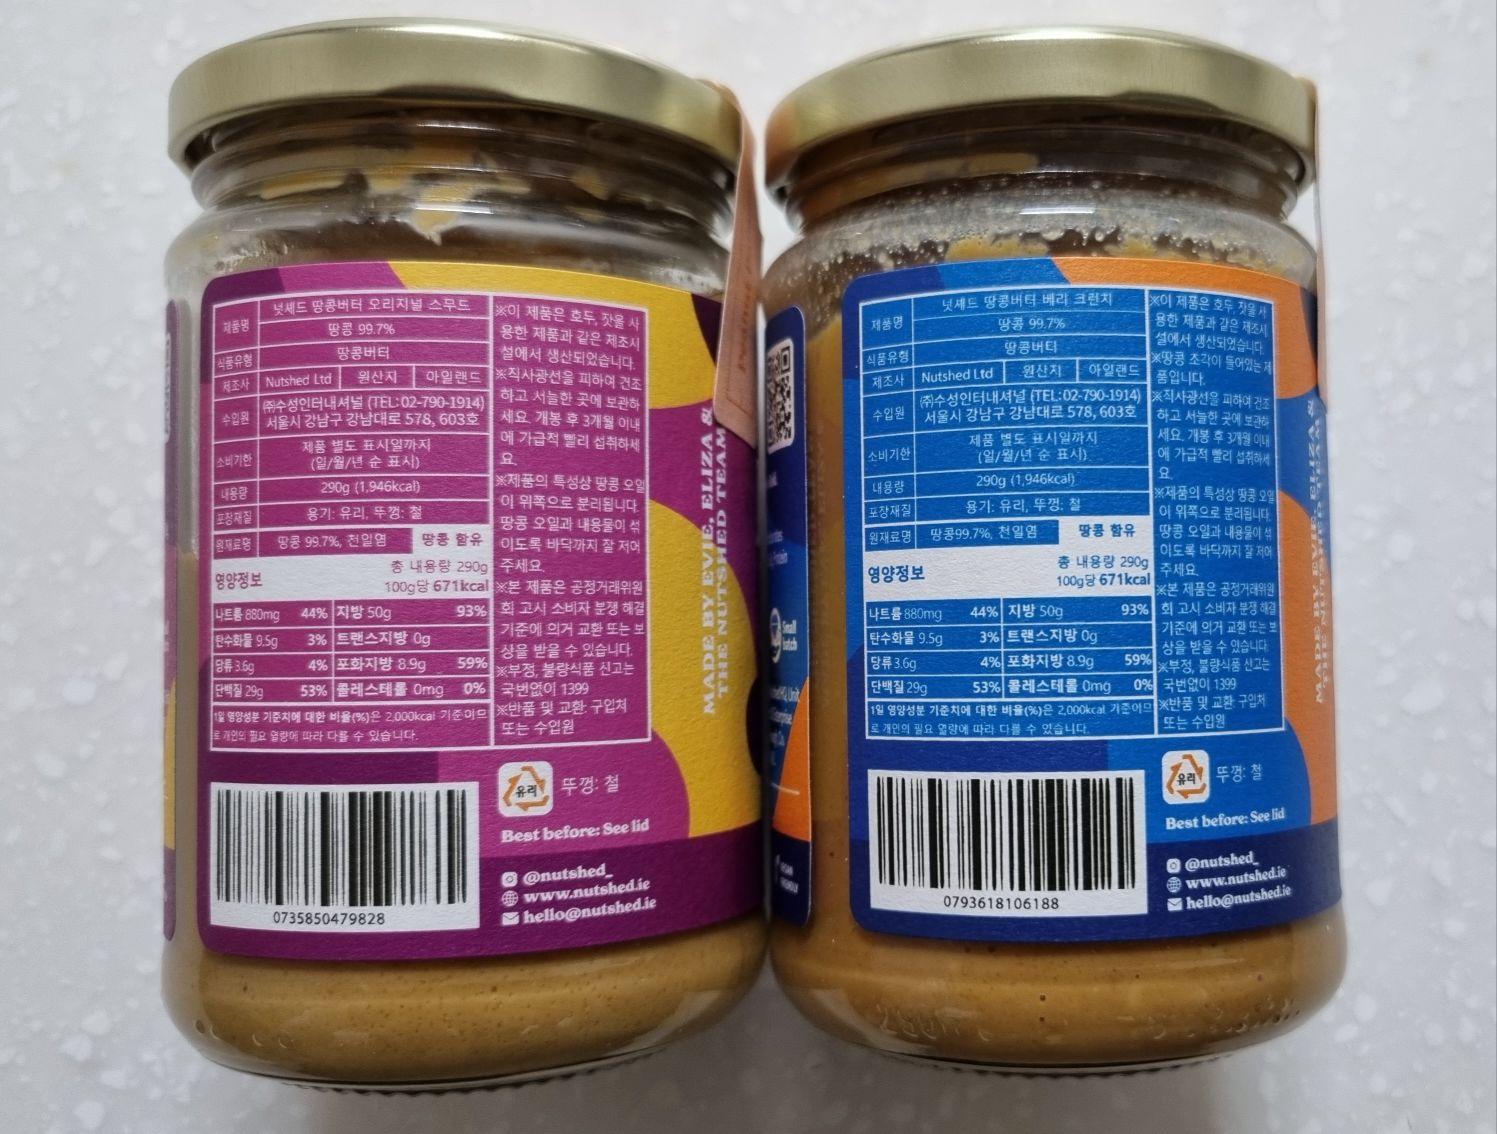 제품명
넛셰드 땅콩버터 오리지널 스무드
땅콩 99.7%
식품유형 땅콩버터
제조사 Nutshed Ltd 원산지 아일랜드
수입원 ㈜수성인터내셔널 (TEL:02-790-1914)
서울시 강남구 강남대로 578, 603호
소비기한 제품 별도 표시일까지
(일/월/년 순 표시)
내용량 290g (1,946kcal)
포장재질 용기: 유리, 뚜껑: 철
원재료명 땅콩 99.7%, 천일염 땅콩 함유
영양정보 총 내용량 290g
100g당 671kcal
나트륨 880mg 44% 지방 50g 93%
탄수화물 9.5g 3% 트랜스지방 0g
당류 3.6g 4% 포화지방 8.9g 59%
단백질 29g 53% 콜레스테롤 0mg 0%
1일 영양성분 기준치에 대한 비율(%)은 2,000kcal 기준이므
로 개인의 필요 열량에 따라 다를 수 있습니다.
※이 제품은 호두, 잣을 사
용한 제품과 같은 제조시
설에서 생산되었습니다.
※직사광선을 피하여 건조
하고 서늘한 곳에 보관하
세요. 개봉 후 3개월 이내
에 가급적 빨리 섭취하세
요.
※제품의 특성상 땅콩 오일
이 위쪽으로 분리됩니다.
땅콩 오일과 내용물이 섞
이도록 바닥까지 잘 저어
주세요.
※본 제품은 공정거래위원
회 고시 소비자 분쟁 해결
기준에 의거 교환 또는 보
상을 받을 수 있습니다.
※부정, 불량식품 신고는
국번없이 1399
※반품 및 교환: 구입처
또는 수입원
MADE BY EVIE, ELIZA &
THE NUTSHED TEAM
0735850479828
유리 뚜껑: 철
Best before: See lid
@nutshed_
www.nutshed.ie
hello@nutshed.ie
Small
batch
제품명
넛셰드 땅콩버터 베리 크런치
땅콩 99.7%
식품유형 땅콩버터
제조사 Nutshed Ltd 원산지 아일랜드
수입원 ㈜수성인터내셔널 (TEL:02-790-1914)
서울시 강남구 강남대로 578, 603호
소비기한 제품 별도 표시일까지
(일/월/년 순 표시)
내용량 290g (1,946kcal)
포장재질 용기: 유리, 뚜껑: 철
원재료명 땅콩99.7%, 천일염 땅콩 함유
영양정보 총 내용량 290g
100g당 671kcal
나트륨 880mg 44% 지방 50g 93%
탄수화물 9.5g 3% 트랜스지방 0g
당류 3.6g 4% 포화지방 8.9g 59%
단백질 29g 53% 콜레스테롤 0mg 0%
1일 영양성분 기준치에 대한 비율(%)은 2,000kcal 기준이므
로 개인의 필요 열량에 따라 다를 수 있습니다.
※이 제품은 호두, 잣을 사
용한 제품과 같은 제조시
설에서 생산되었습니다.
※땅콩 조각이 들어있는 제
품입니다.
※직사광선을 피하여 건조
하고 서늘한 곳에 보관하
세요. 개봉 후 3개월 이내
에 가급적 빨리 섭취하세
요.
※제품의 특성상 땅콩 오일
이 위쪽으로 분리됩니다.
땅콩 오일과 내용물이 섞
이도록 바닥까지 잘 저어
주세요.
※본 제품은 공정거래위원
회 고시 소비자 분쟁 해결
기준에 의거 교환 또는 보
상을 받을 수 있습니다.
※부정, 불량식품 신고는
국번없이 1399
※반품 및 교환: 구입처
또는 수입원
MADE BY EVIE, ELIZA &
THE NUTSHED TEAM
0793618106188
유리 뚜껑: 철
Best before: See lid
@nutshed_
www.nutshed.ie
hello@nutshed.ie